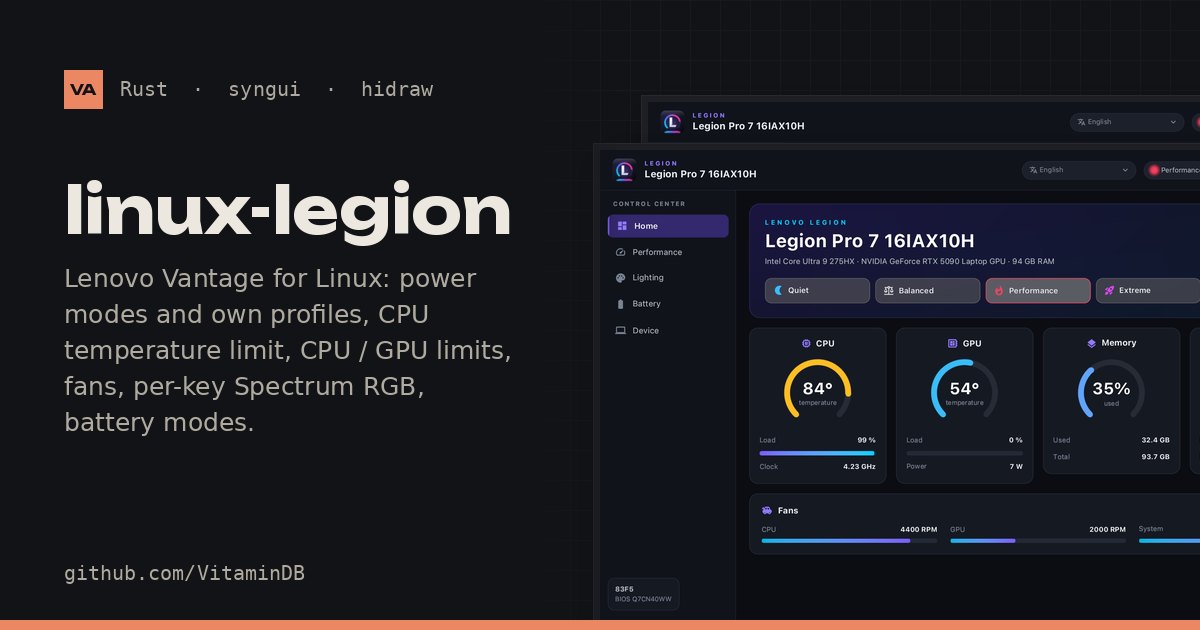 VA
Rust · syngui · hidraw
linux-legion
Lenovo Vantage for Linux: power
modes and own profiles, CPU
temperature limit, CPU / GPU limits,
fans, per-key Spectrum RGB,
battery modes.
github.com/VitaminDB
LEGION
Legion Pro 7 16IAX10H
English
LEGION
Legion Pro 7 16IAX10H
English
Performance
CONTROL CENTER
Home
Performance
Lighting
Battery
Device
83F5
BIOS Q7CN40WW
LENOVO LEGION
Legion Pro 7 16IAX10H
Intel Core Ultra 9 275HX · NVIDIA GeForce RTX 5090 Laptop GPU · 94 GB RAM
Quiet
Balanced
Performance
Extreme
CPU
84°
temperature
Load 99 %
Clock 4.23 GHz
GPU
54°
temperature
Load 0 %
Power 7 W
Memory
35%
used
Used 32.4 GB
Total 93.7 GB
Fans
CPU 4400 RPM
GPU 2000 RPM
System